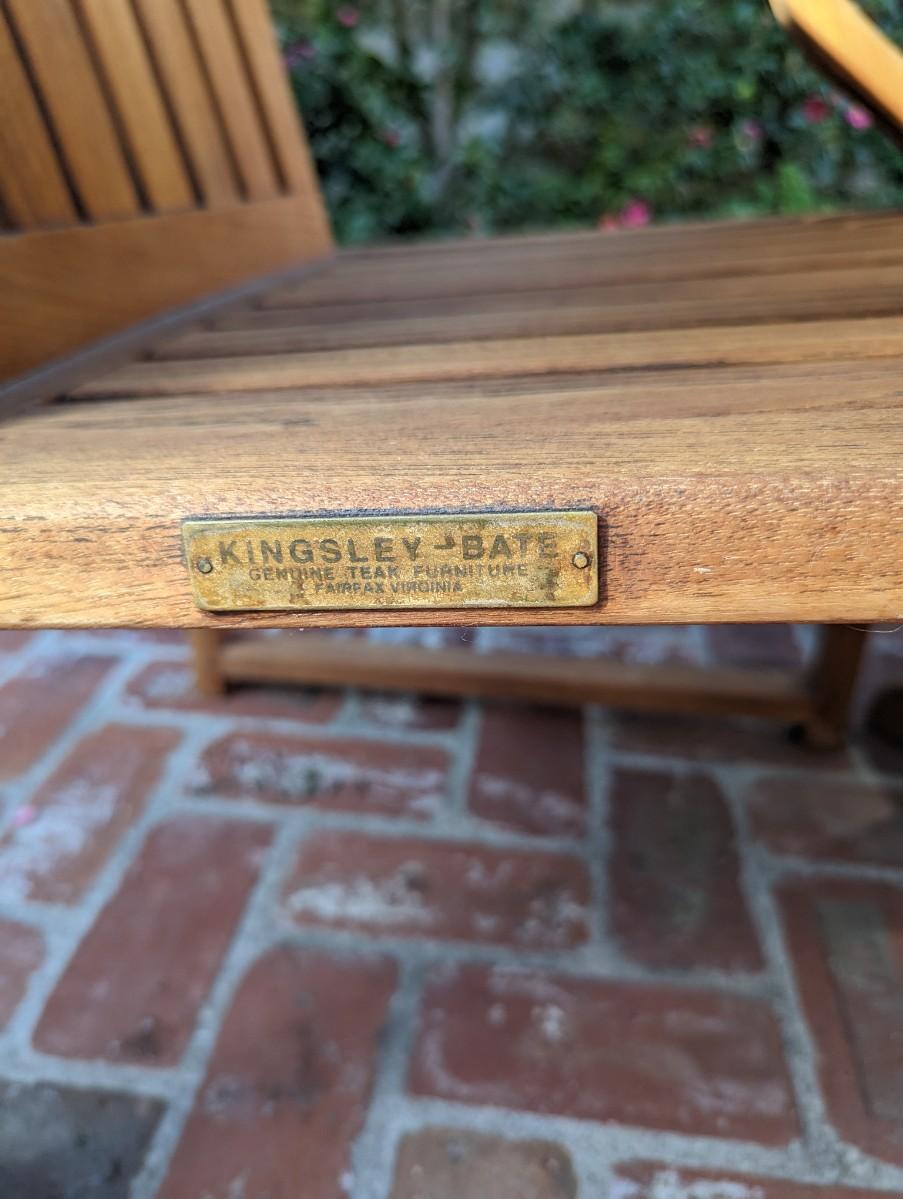 KINGSLEY-BATE
GENUINE TEAK FURNITURE
FAIRFAX VIRGINIA